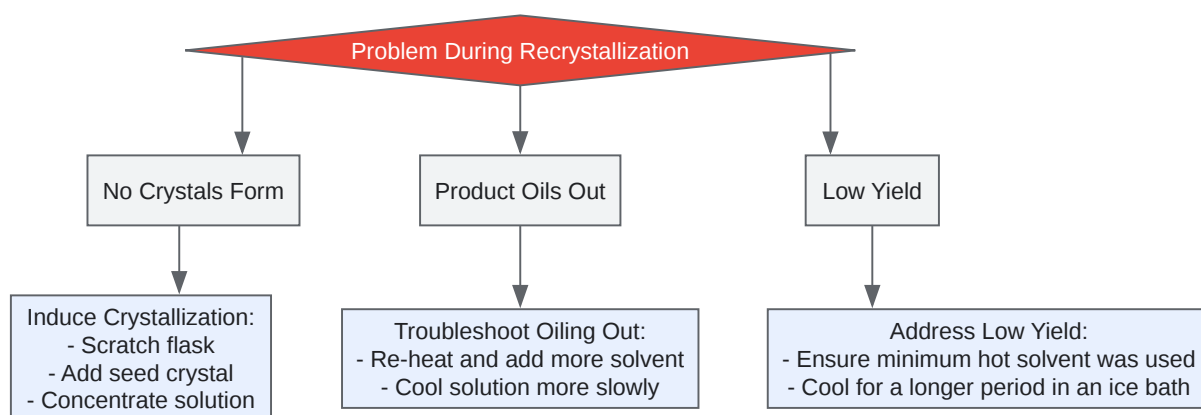 Problem During Recrystallization
No Crystals Form
Product Oils Out
Low Yield
Induce Crystallization:
- Scratch flask
- Add seed crystal
- Concentrate solution
Troubleshoot Oiling Out:
- Re-heat and add more solvent
- Cool solution more slowly
Address Low Yield:
- Ensure minimum hot solvent was used
- Cool for a longer period in an ice bath